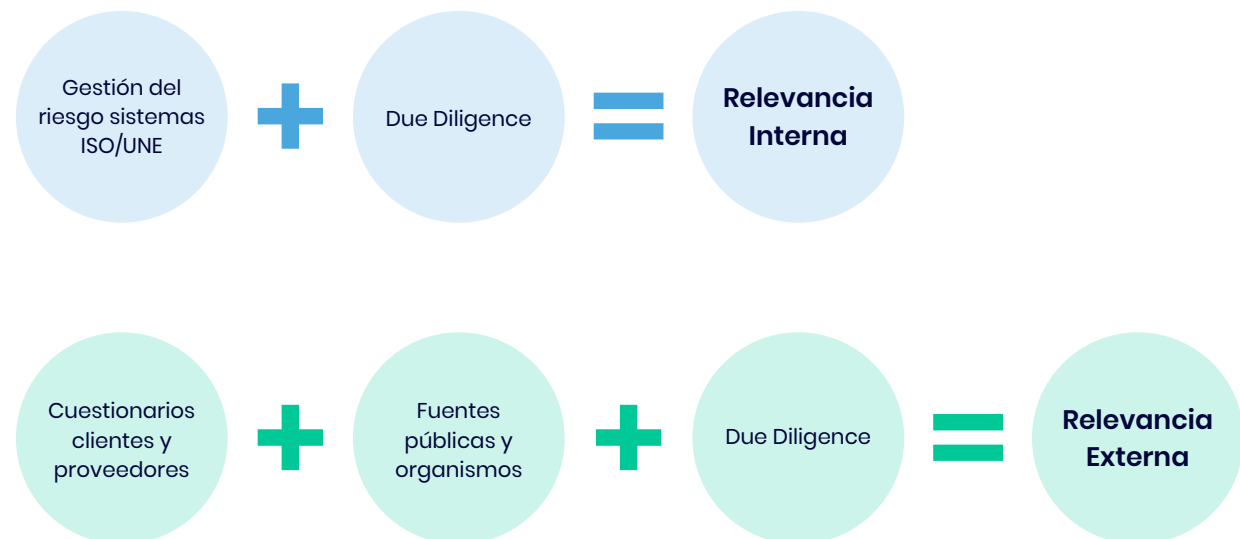 Gestión del
riesgo sistemas
ISO/UNE
+
Due Diligence
=
Relevancia
Interna
Cuestionarios
clientes y
proveedores
+
Fuentes
públicas y
organismos
+
Due Diligence
=
Relevancia
Externa